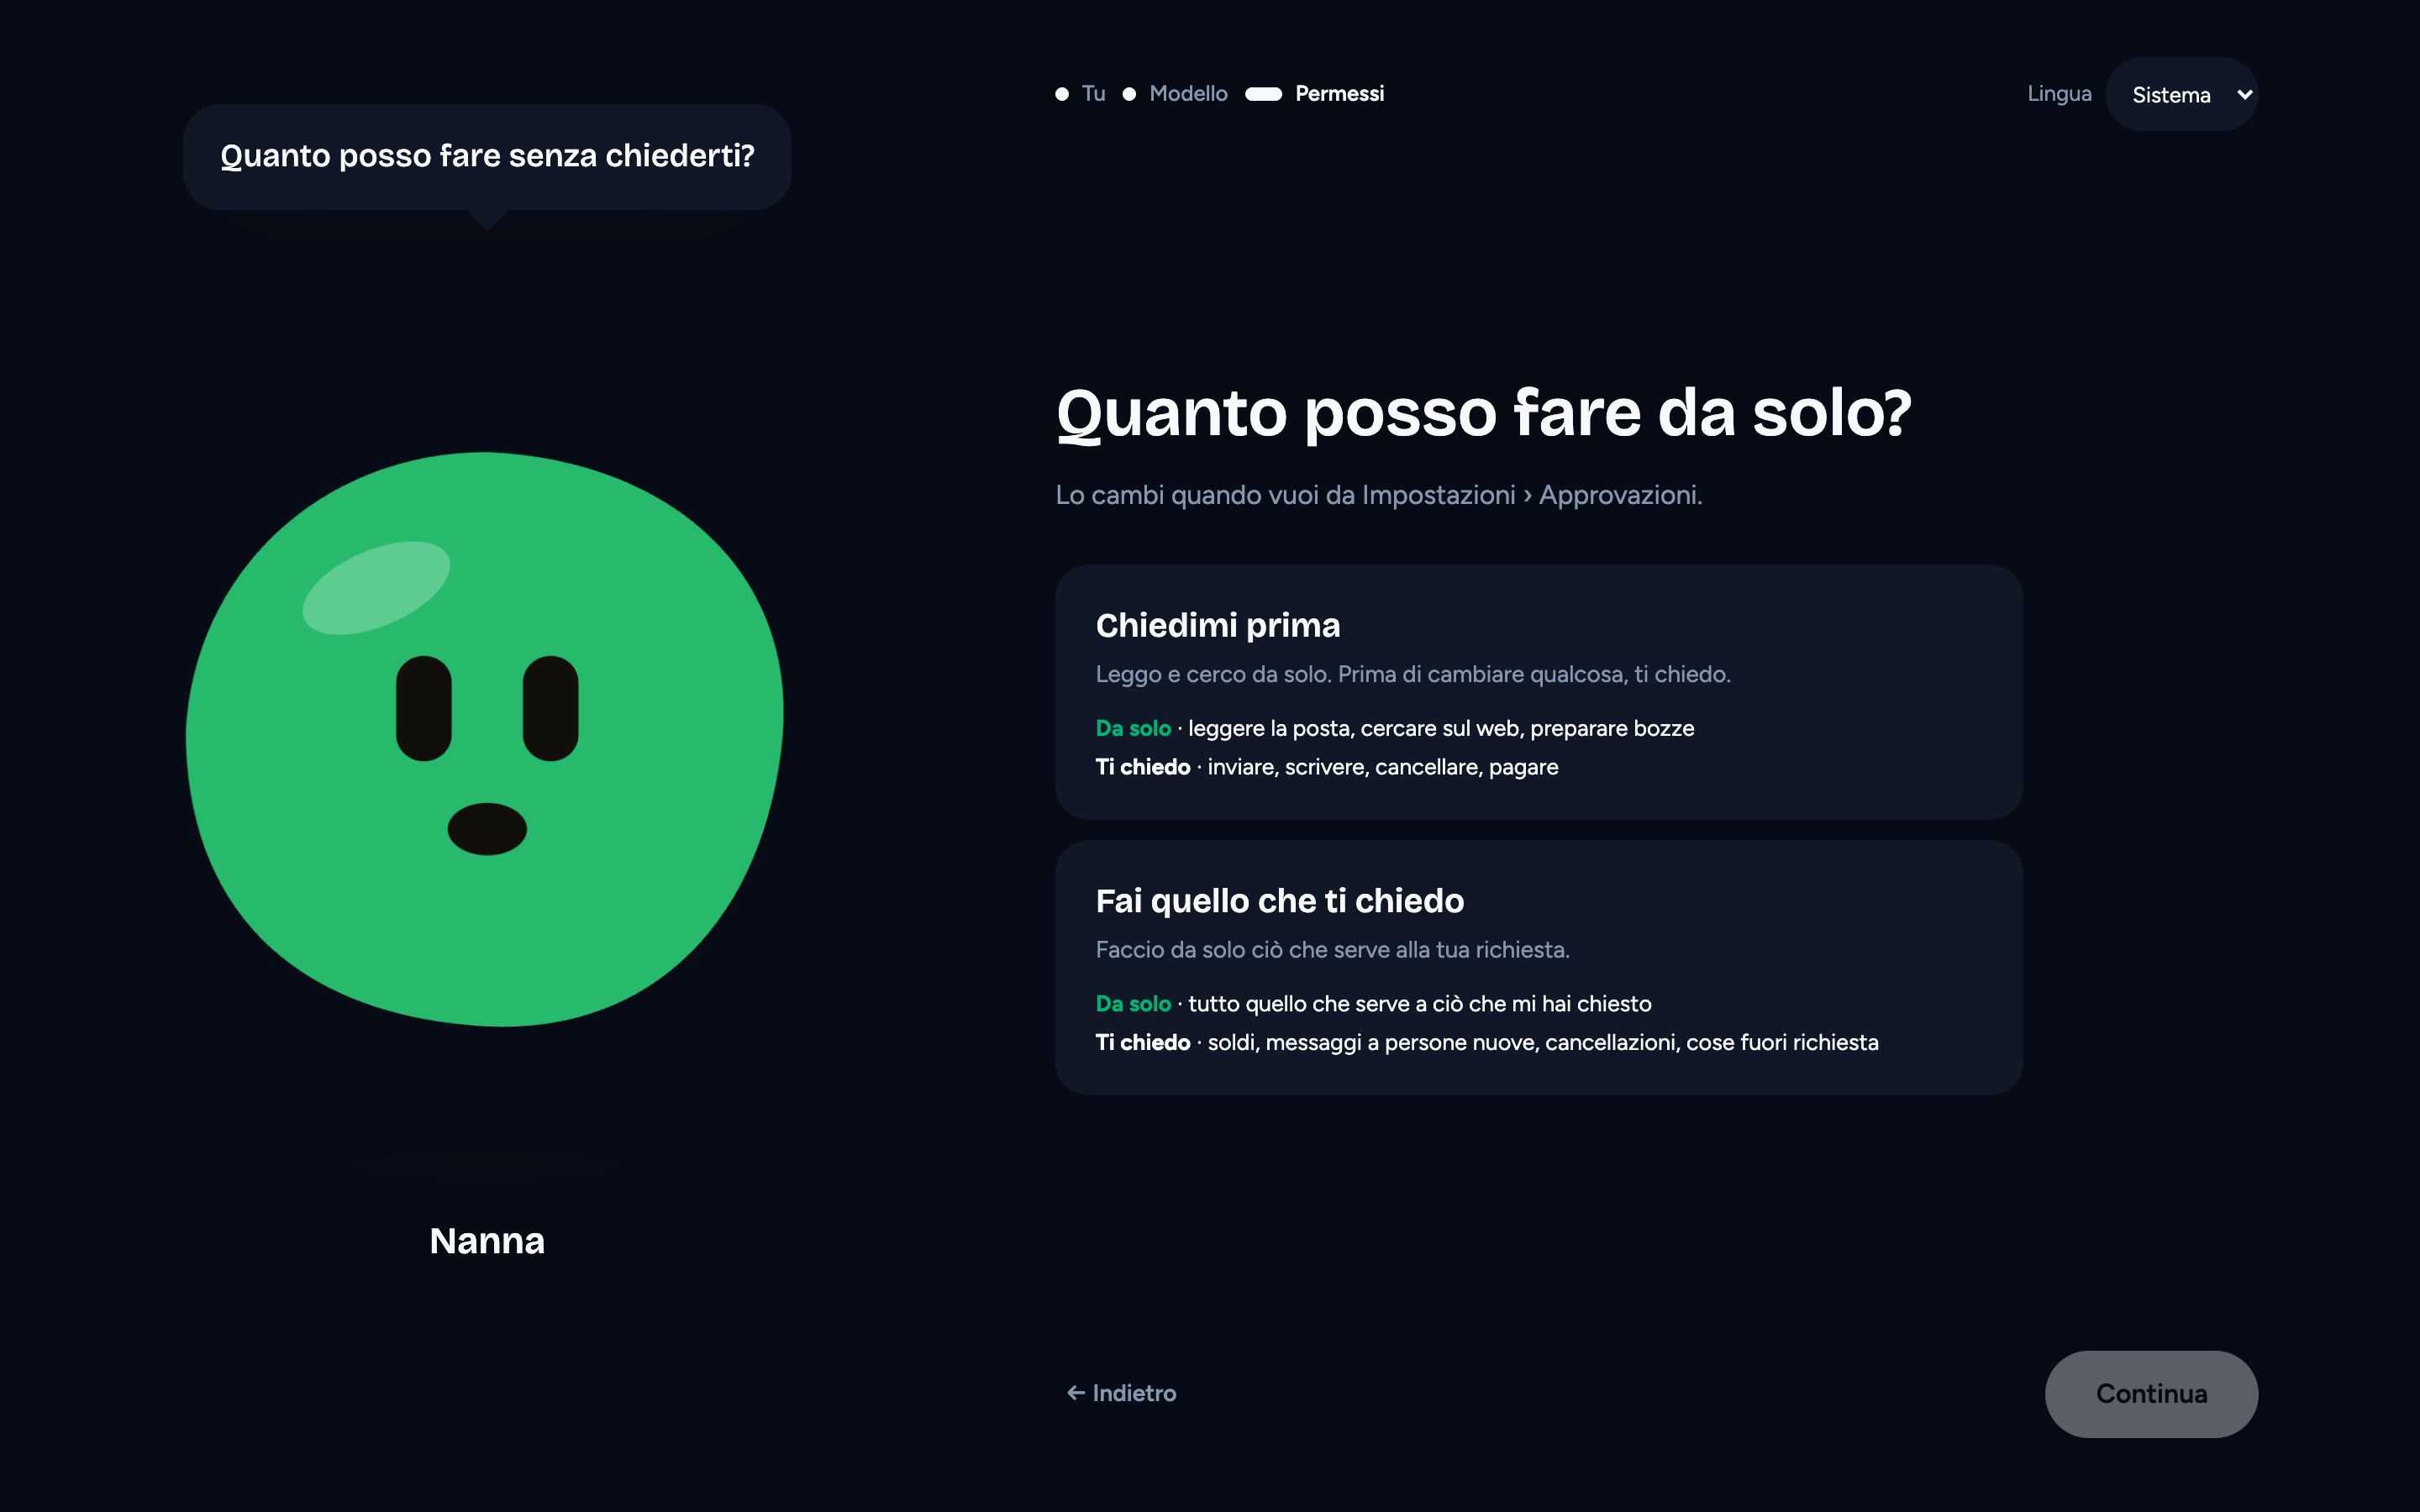 Quanto posso fare senza chiederti?
Nanna
Tu Modello Permessi
Lingua Sistema
Quanto posso fare da solo?
Lo cambi quando vuoi da Impostazioni › Approvazioni.
Chiedimi prima
Leggo e cerco da solo. Prima di cambiare qualcosa, ti chiedo.
Da solo · leggere la posta, cercare sul web, preparare bozze
Ti chiedo · inviare, scrivere, cancellare, pagare
Fai quello che ti chiedo
Faccio da solo ciò che serve alla tua richiesta.
Da solo · tutto quello che serve a ciò che mi hai chiesto
Ti chiedo · soldi, messaggi a persone nuove, cancellazioni, cose fuori richiesta
← Indietro
Continua